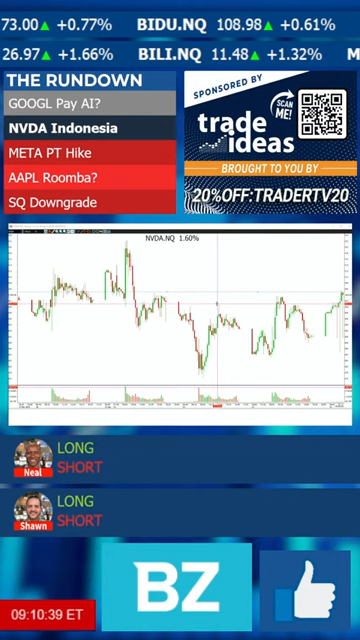 73.00▲ +0.77% BIDU.NQ 108.98▲ +0.61%
26.97▲ +1.66% BILI.NQ 11.48▲ +1.32% M
THE RUNDOWN
GOOGL Pay AI?
NVDA Indonesia
META PT Hike
AAPL Roomba?
SQ Downgrade
SPONSORED BY
SCAN ME!
trade ideas
BROUGHT TO YOU BY
20%OFF:TRADERTV20
NVDA.NQ 1.60%
LONG
SHORT
Neal
LONG
SHORT
Shawn
09:10:39 ET
BZ